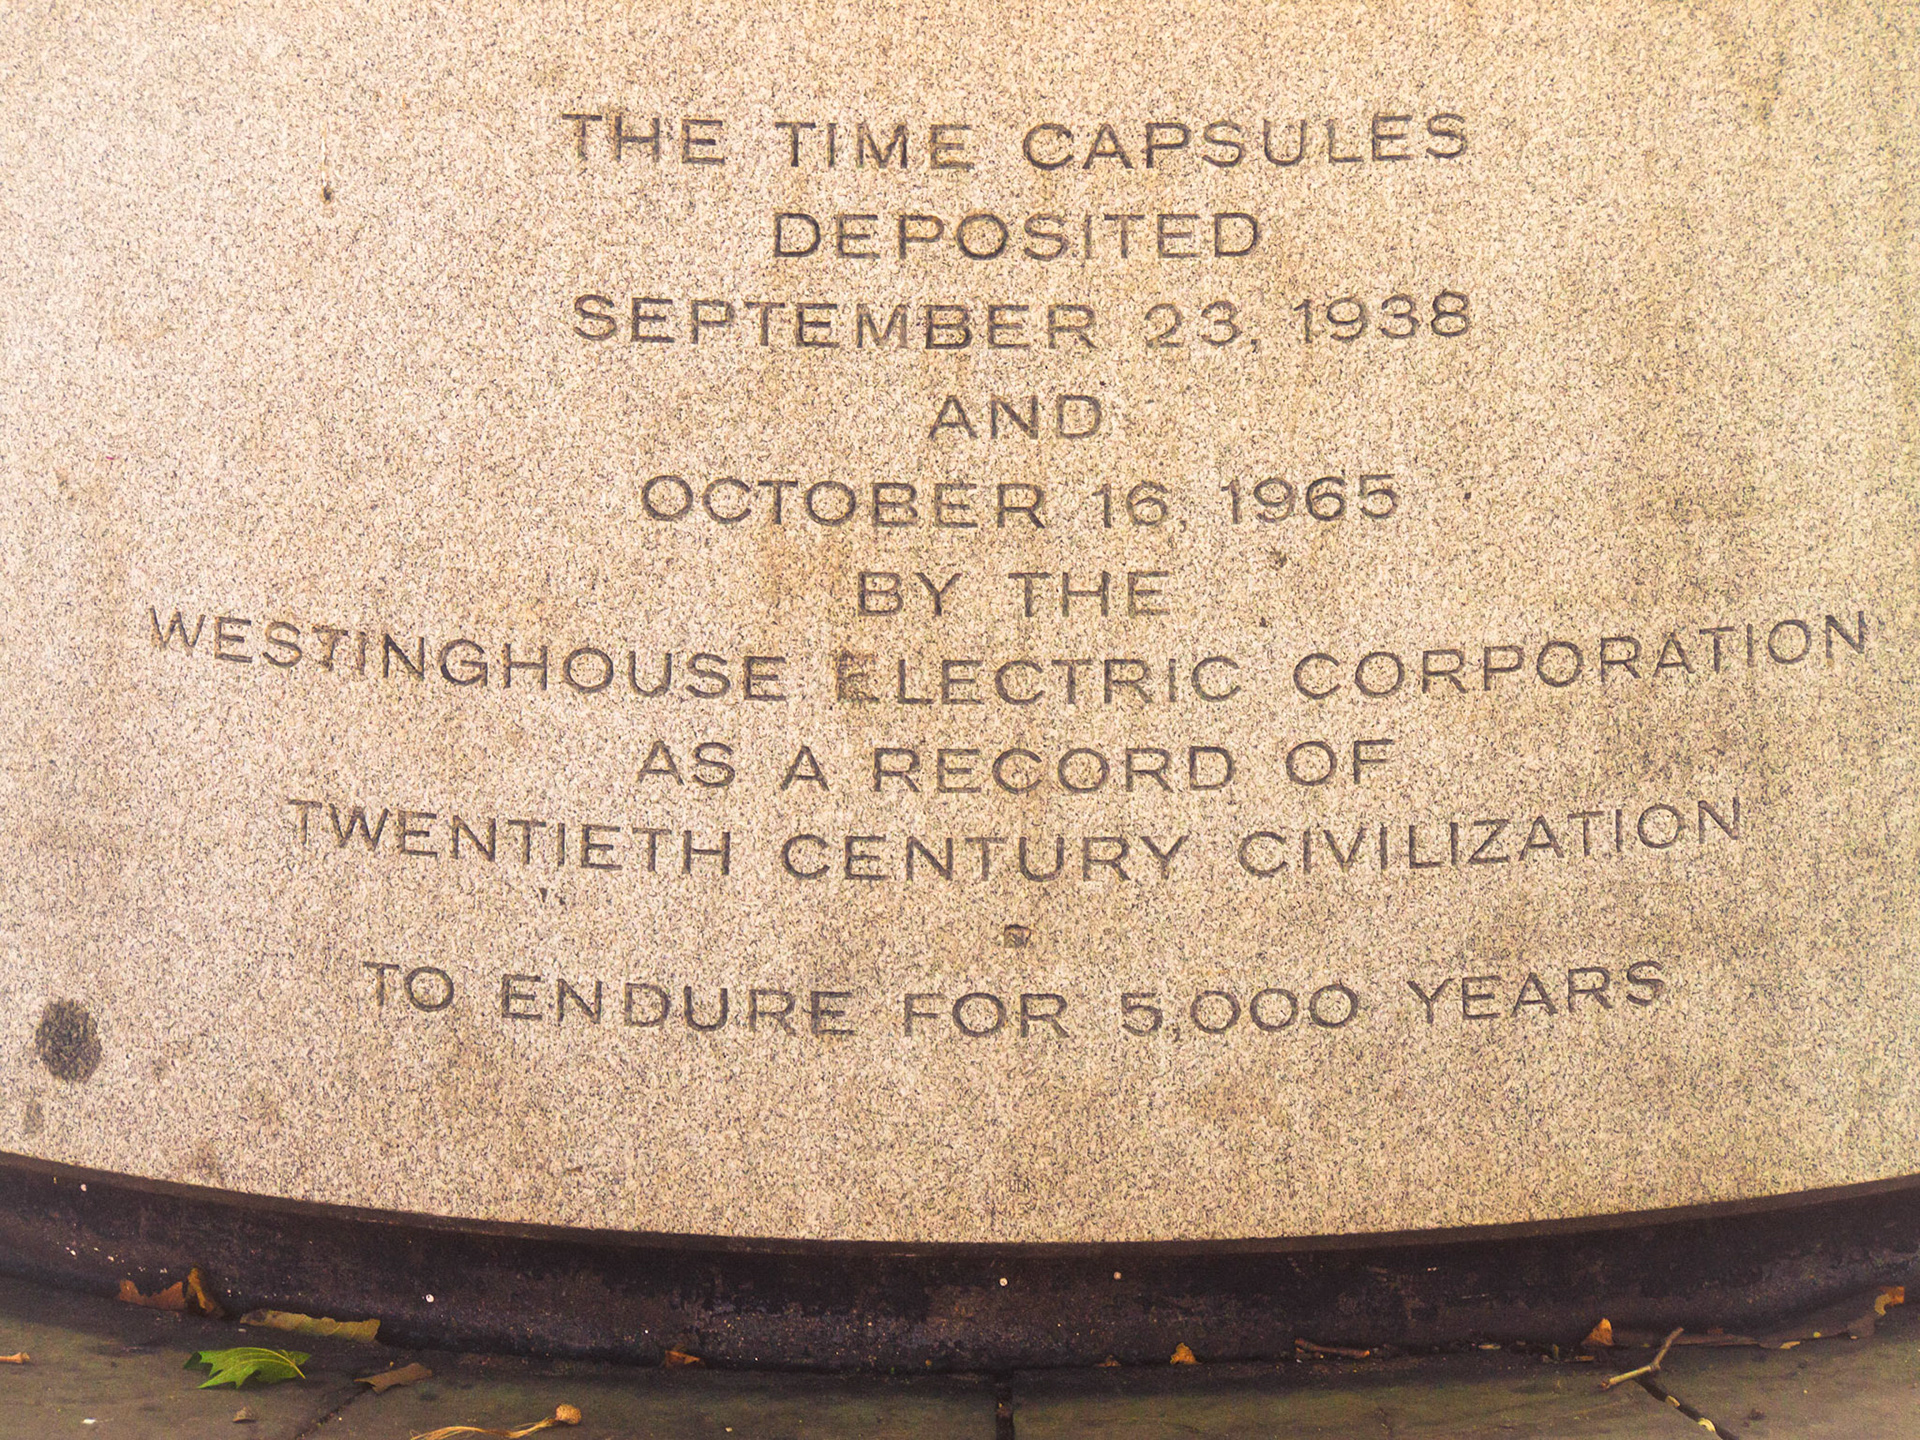 THE TIME CAPSULES
DEPOSITED
SEPTEMBER 23, 1938
AND
OCTOBER 16, 1965
BY THE
WESTINGHOUSE ELECTRIC CORPORATION
AS A RECORD OF
TWENTIETH CENTURY CIVILIZATION
TO ENDURE FOR 5,000 YEARS